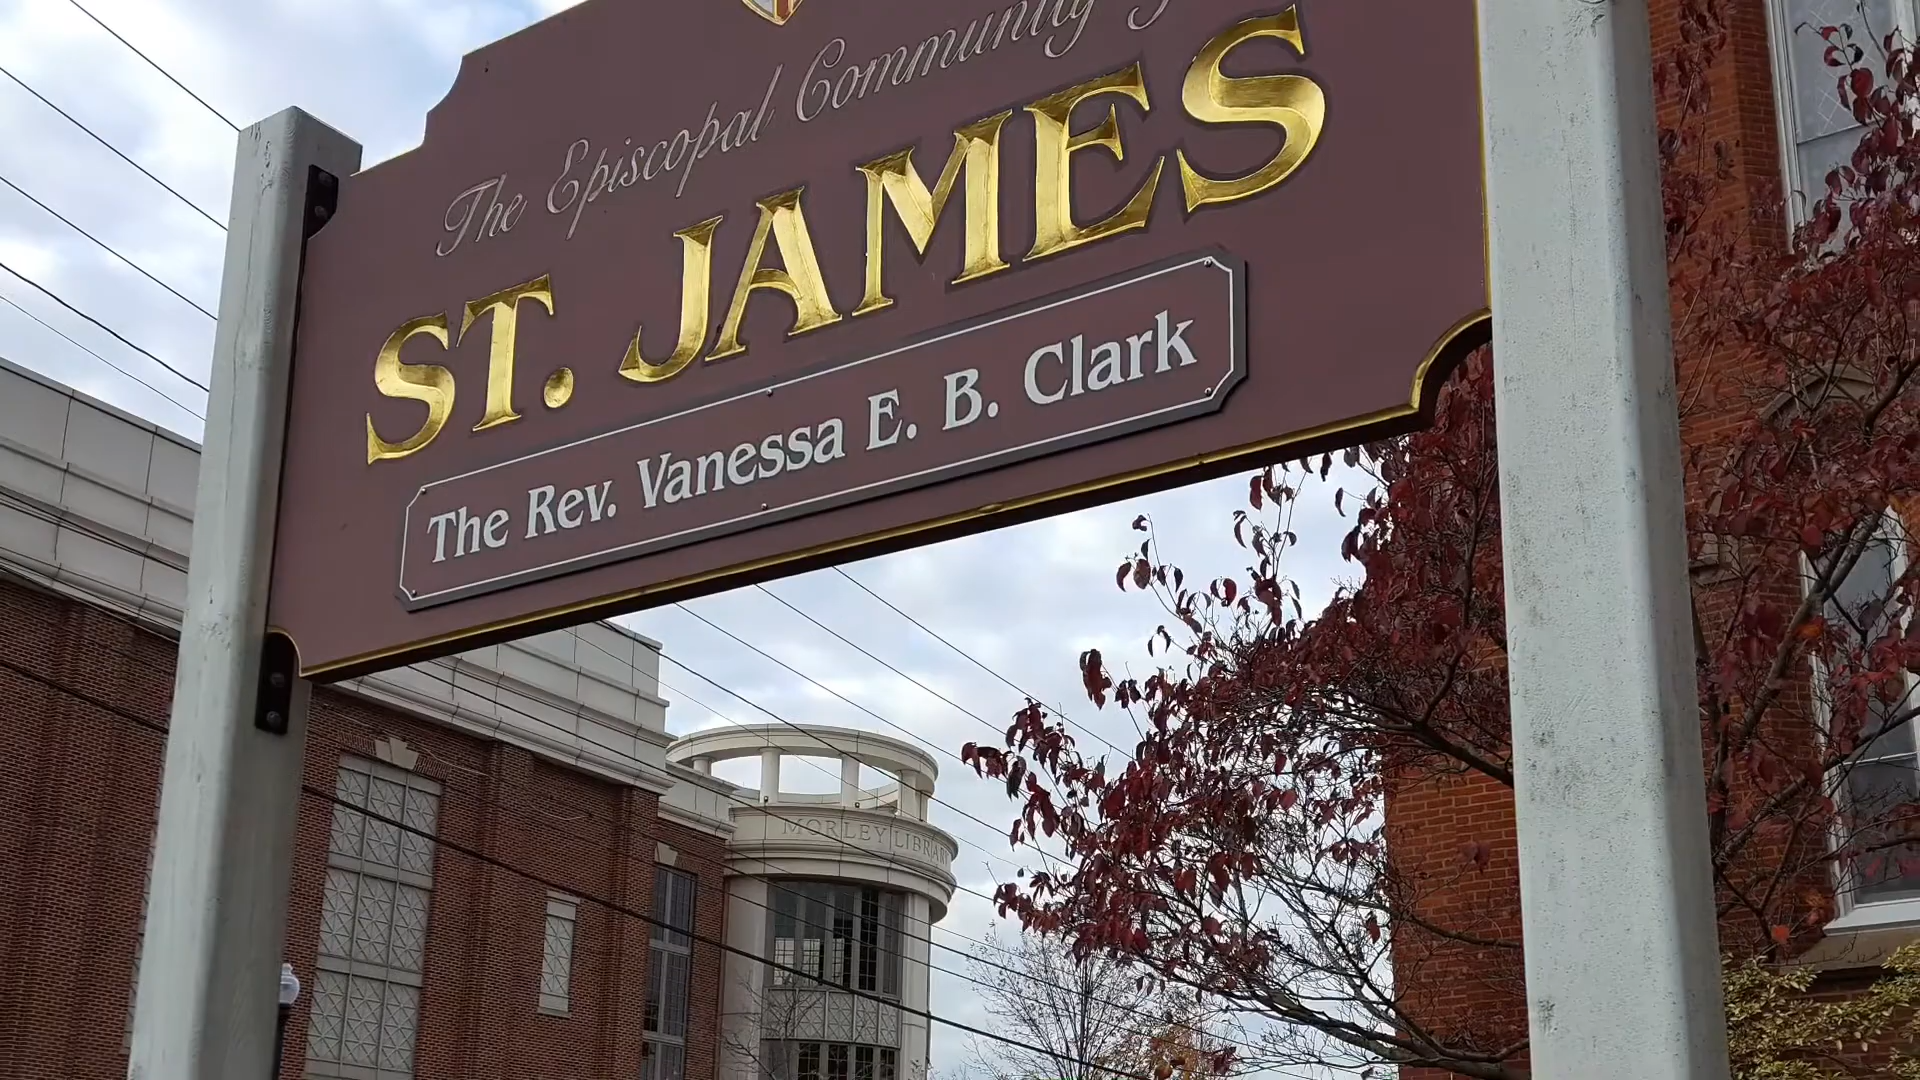 The Episcopal Community
ST. JAMES
The Rev. Vanessa E. B. Clark
MORLEY LIBRARY